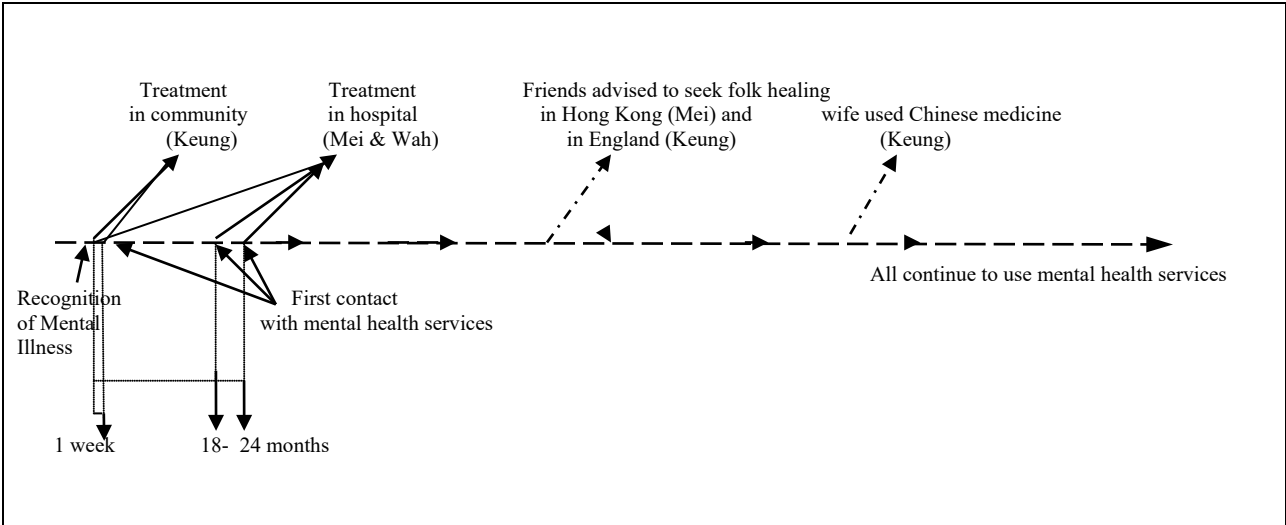 Treatment
in community
(Keung)
Treatment
in hospital
(Mei & Wah)
Friends advised to seek folk healing
in Hong Kong (Mei) and
in England (Keung)
wife used Chinese medicine
(Keung)
All continue to use mental health services
Recognition
of Mental
Illness
First contact
with mental health services
1 week
18- 24 months